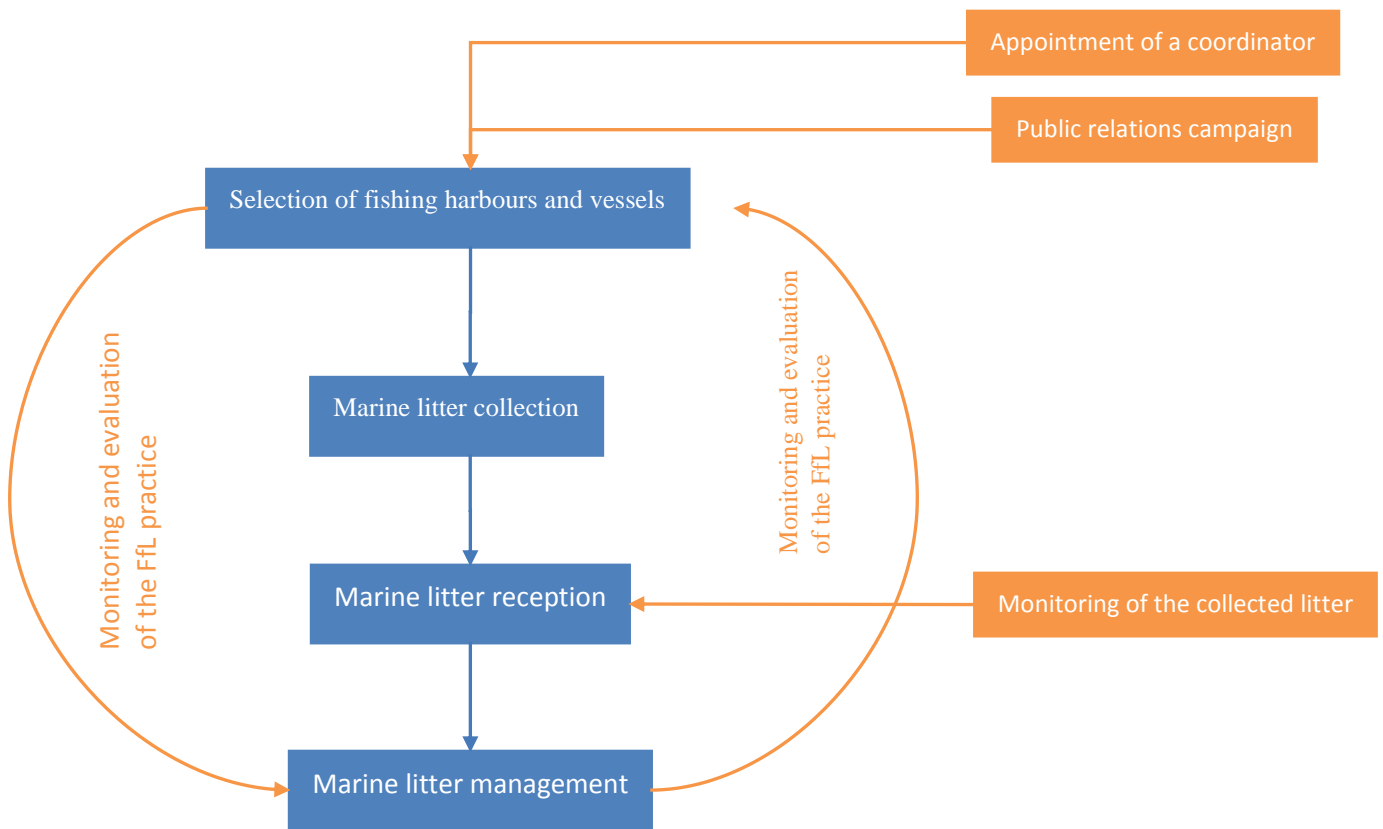 Appointment of a coordinator
Public relations campaign
Selection of fishing harbours and vessels
Marine litter collection
Monitoring and evaluation
of the FfL practice
Monitoring and evaluation
of the FfL practice
Marine litter reception
Monitoring of the collected litter
Marine litter management